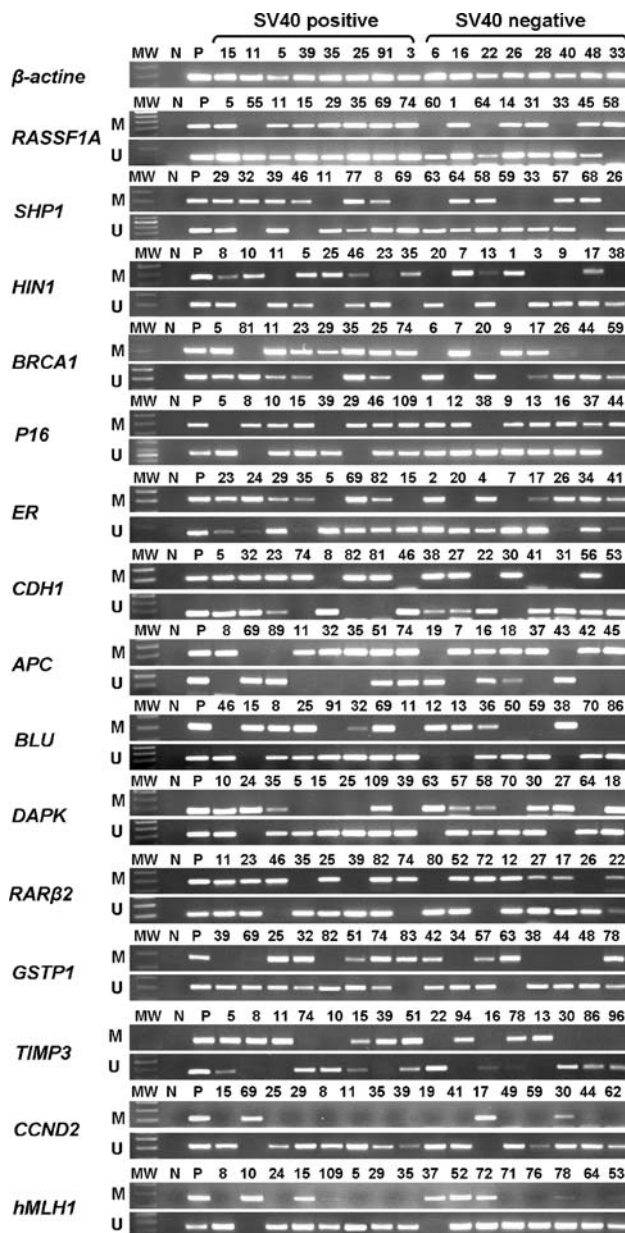 SV40 positive SV40 negative
MW N P 15 11 5 39 35 25 91 3 6 16 22 26 28 40 48 33
β-actine
MW N P 5 55 11 15 29 35 69 74 60 1 64 14 31 33 45 58
M
RASSF1A
U
MW N P 29 32 39 46 11 77 8 69 63 64 58 59 33 57 68 26
M
SHP1
U
MW N P 8 10 11 5 25 46 23 35 20 7 13 1 3 9 17 38
M
HIN1
U
MW N P 5 81 11 23 29 35 25 74 6 7 20 9 17 26 44 59
M
BRCA1
U
MW N P 5 8 10 15 39 29 46 109 1 12 38 9 13 16 37 44
M
P16
U
MW N P 23 24 29 35 5 69 82 15 2 20 4 7 17 26 34 41
M
ER
U
MW N P 5 32 23 74 8 82 81 46 38 27 22 30 41 31 56 53
M
CDH1
U
MW N P 8 69 89 11 32 35 51 74 19 7 16 18 37 43 42 45
M
APC
U
MW N P 46 15 8 25 91 32 69 11 12 13 36 50 59 38 70 86
M
BLU
U
MW N P 10 24 35 5 15 25 109 39 63 57 58 70 30 27 64 18
M
DAPK
U
MW N P 11 23 46 35 25 39 82 74 80 52 72 12 27 17 26 22
M
RARβ2
U
MW N P 39 69 25 32 82 51 74 83 42 34 57 63 38 44 48 78
M
GSTP1
U
MW N P 5 8 11 74 10 15 39 51 22 94 16 78 13 30 86 96
M
TIMP3
U
MW N P 15 69 25 29 8 11 35 39 19 41 17 49 59 30 44 62
M
CCND2
U
MW N P 8 10 24 15 109 5 29 35 37 52 72 71 76 78 64 53
M
hMLH1
U